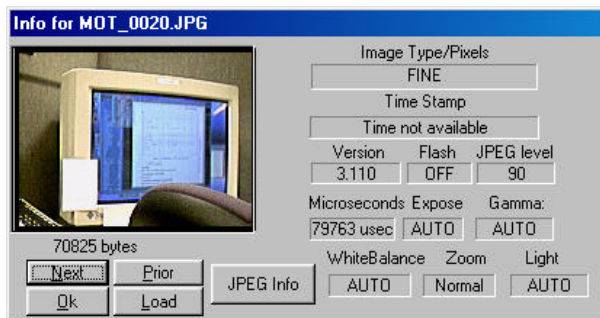 Info for MOT_0020.JPG
Image Type/Pixels
FINE
Time Stamp
Time not available
Version Flash JPEG level
3.110 OFF 90
Microseconds Expose Gamma:
79763 usec AUTO AUTO
70825 bytes
WhiteBalance Zoom Light
AUTO Normal AUTO
Next Prior
JPEG Info
Ok Load